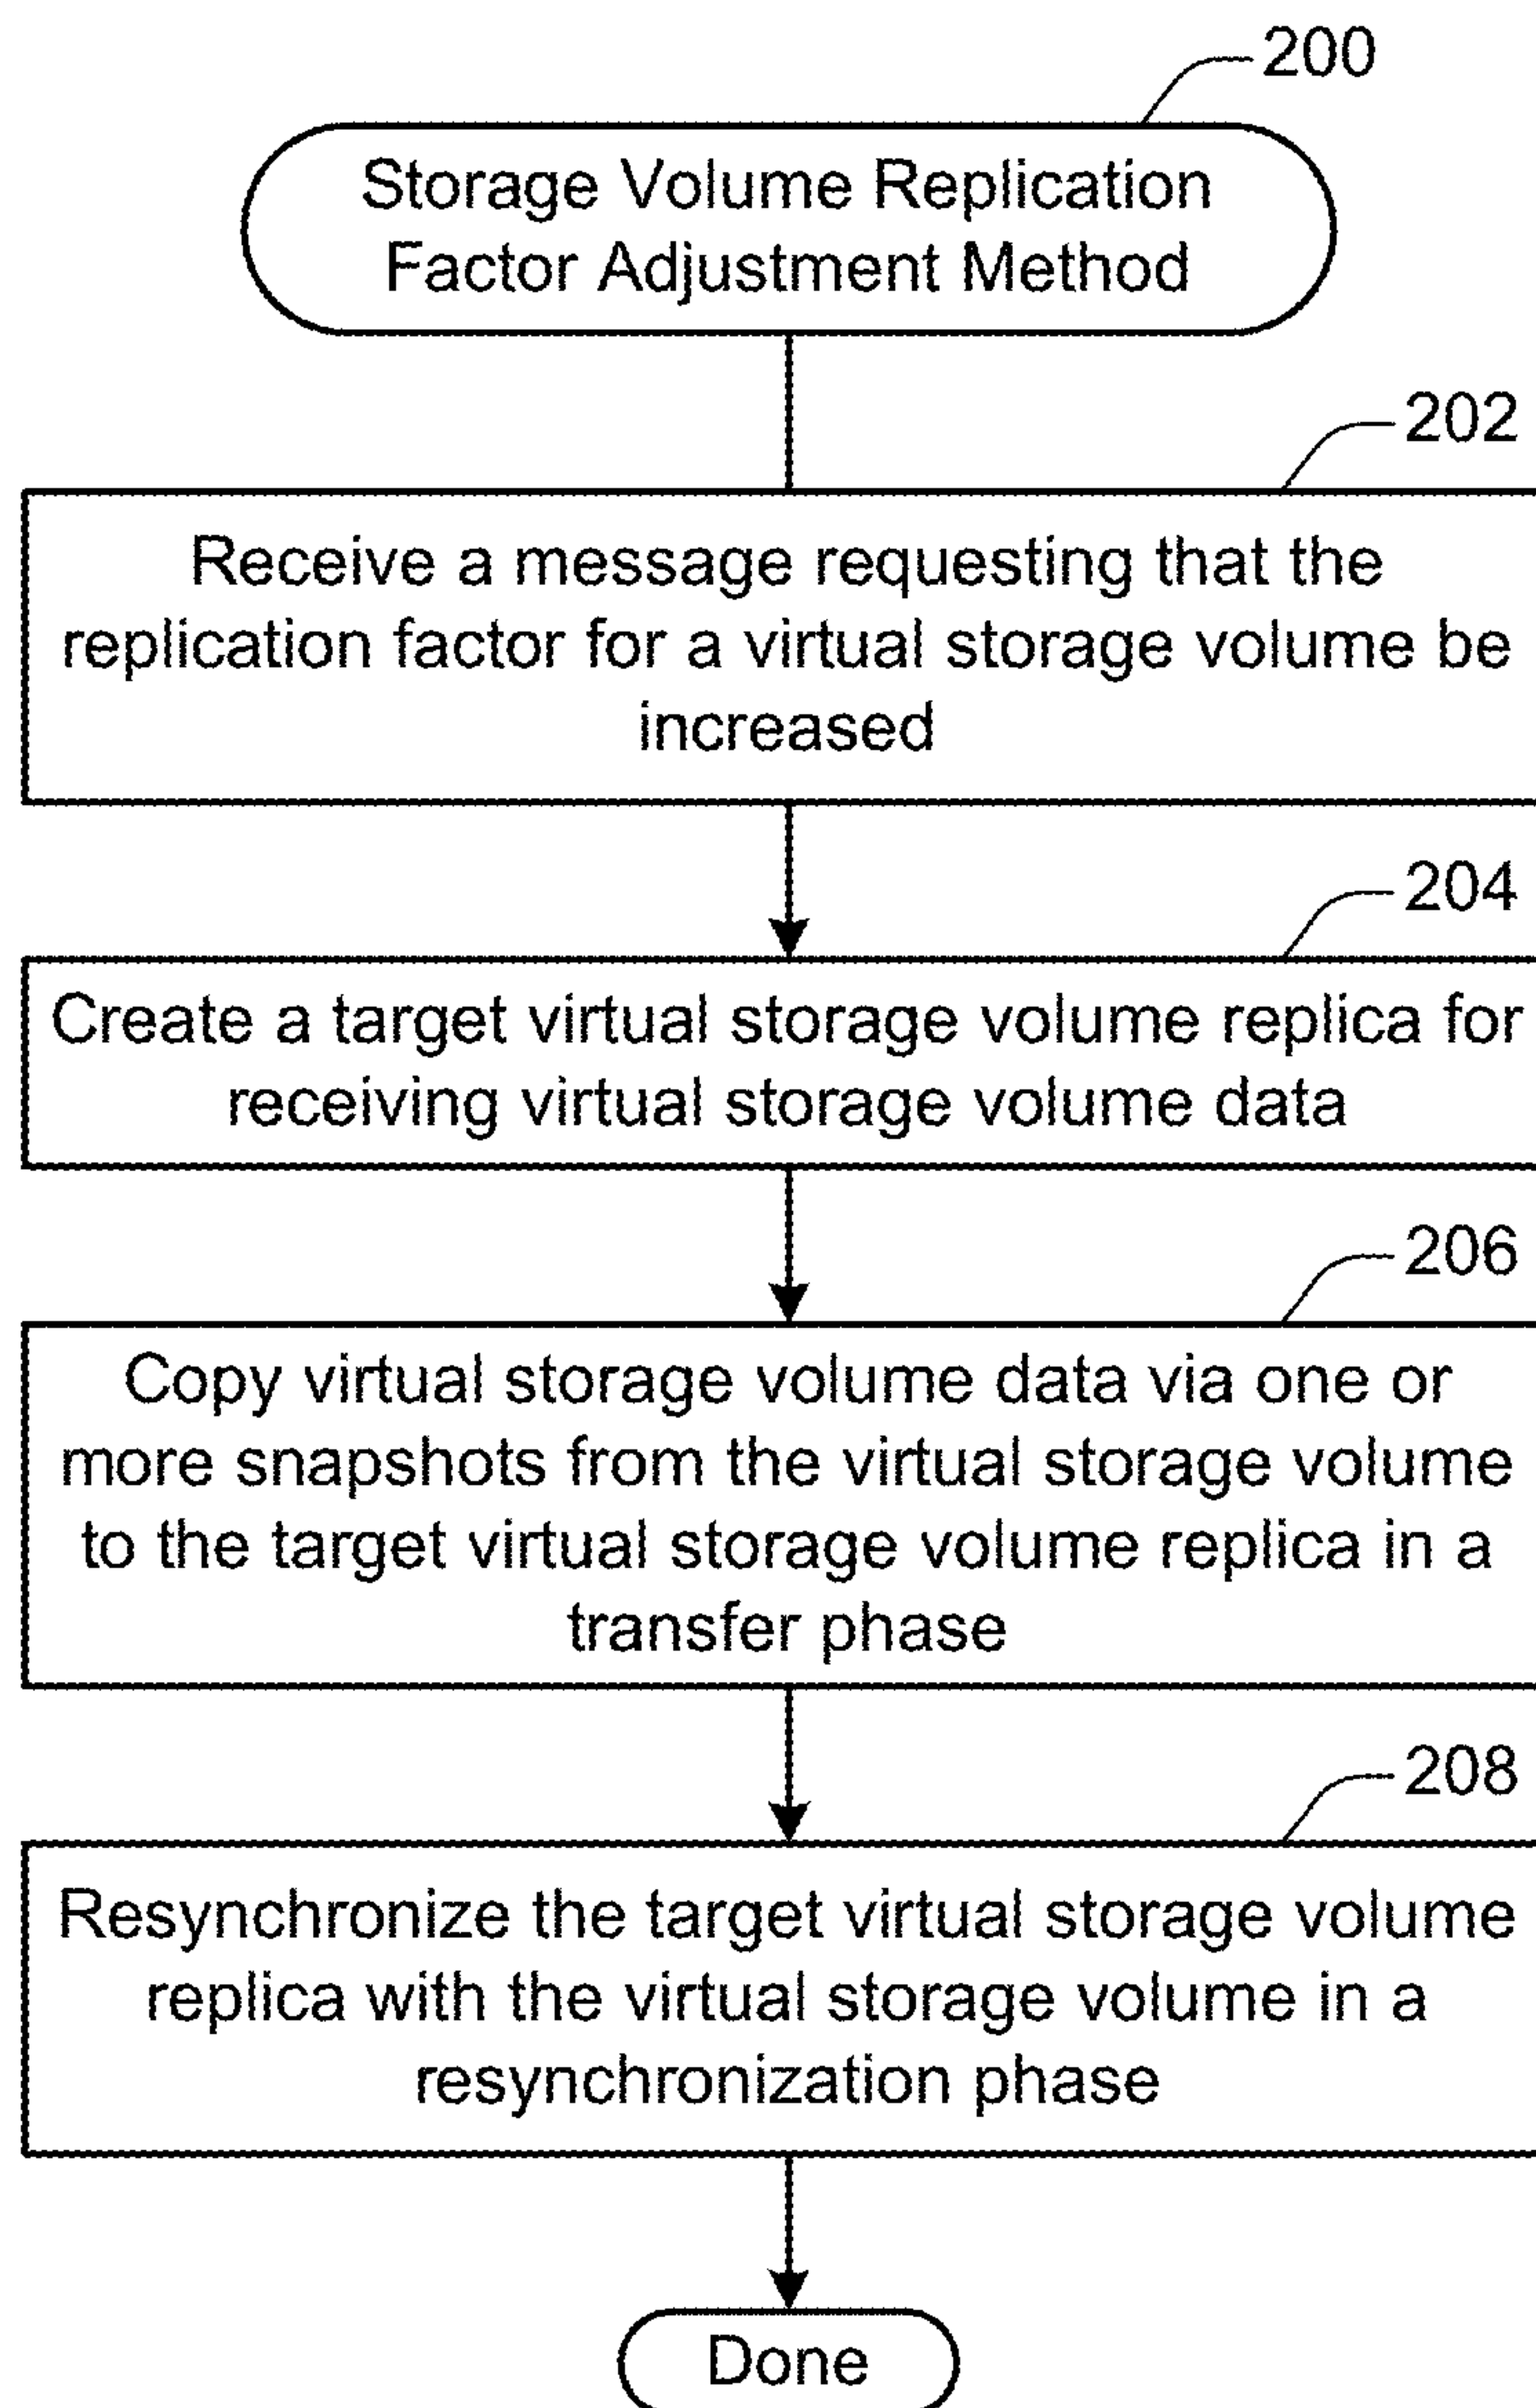 200
Storage Volume Replication
Factor Adjustment Method
202
Receive a message requesting that the
replication factor for a virtual storage volume be
increased
204
Create a target virtual storage volume replica for
receiving virtual storage volume data
206
Copy virtual storage volume data via one or
more snapshots from the virtual storage volume
to the target virtual storage volume replica in a
transfer phase
208
Resynchronize the target virtual storage volume
replica with the virtual storage volume in a
resynchronization phase
Done